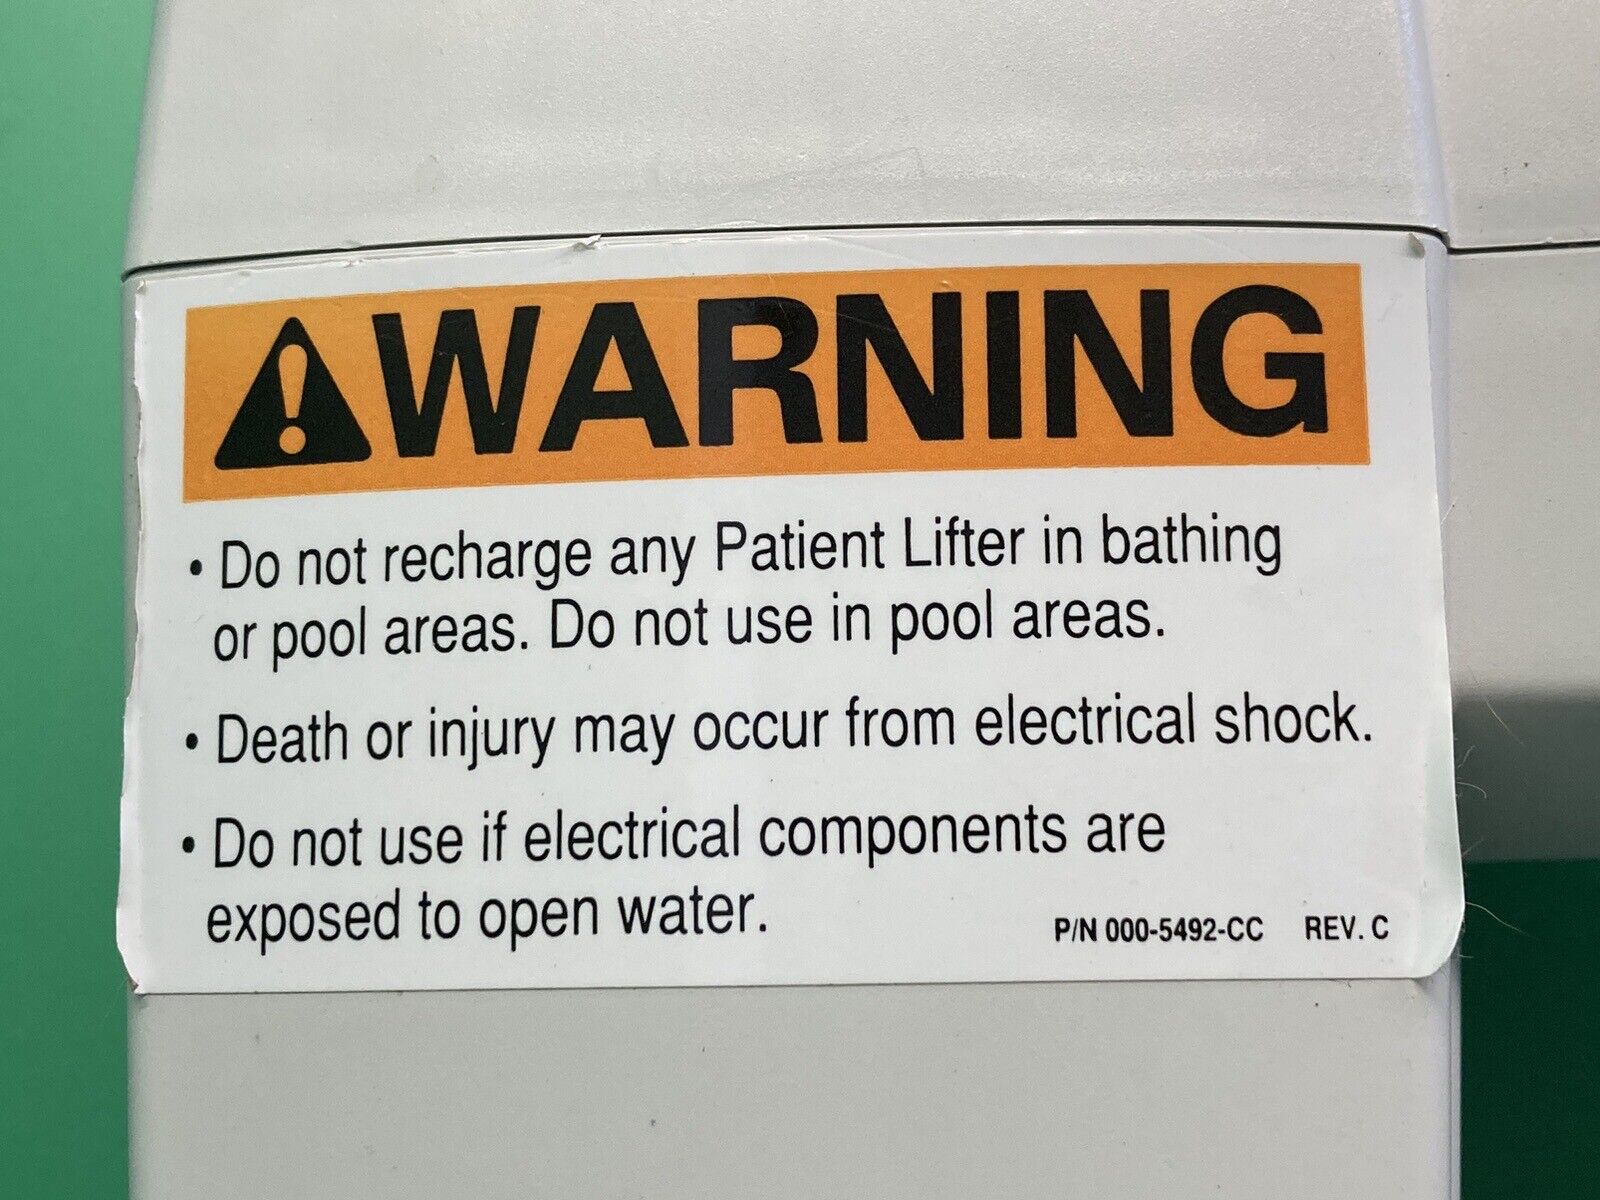 WARNING
• Do not recharge any Patient Lifter in bathing
or pool areas. Do not use in pool areas.
• Death or injury may occur from electrical shock.
• Do not use if electrical components are
exposed to open water.
P/N 000-5492-CC REV. C